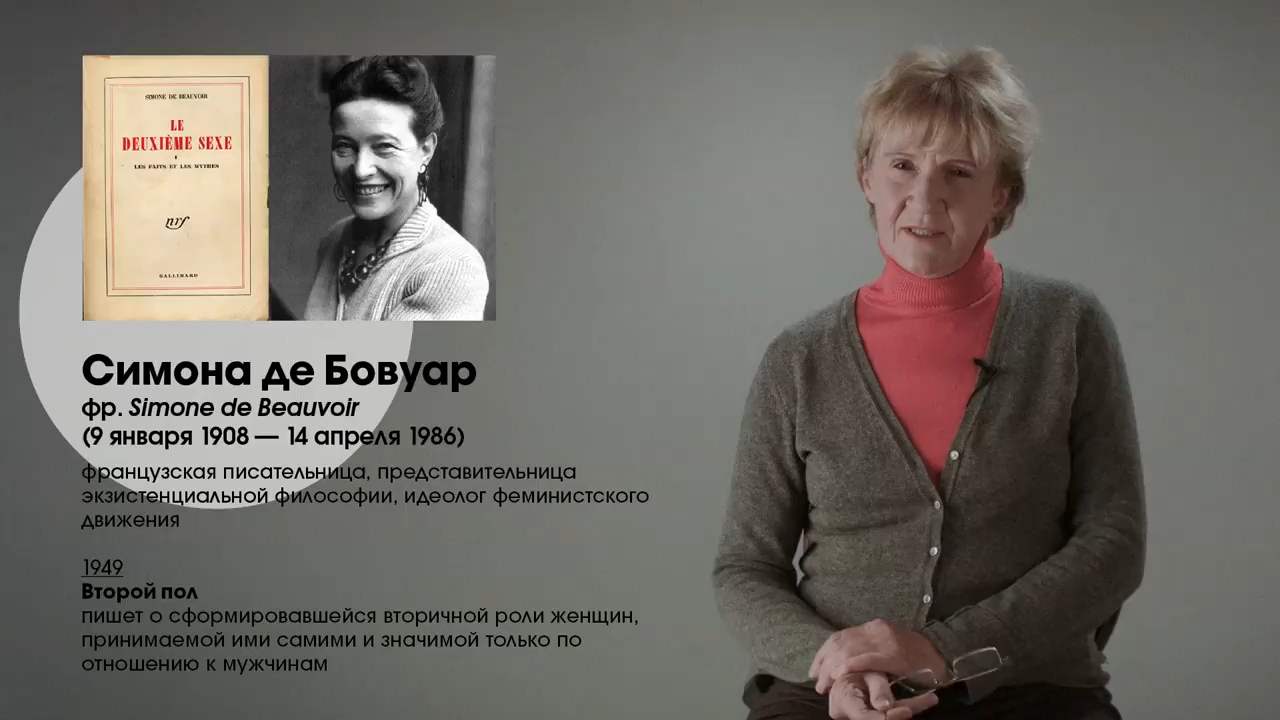 SIMONE DE BEAUVOIR
LE
DEUXIÈME SEXE
I
LES FAITS ET LES MYTHES
nrf
GALLIMARD
Симона де Бовуар
фр. Simone de Beauvoir
(9 января 1908 — 14 апреля 1986)
французская писательница, представительница
экзистенциальной философии, идеолог феминистского
движения
1949
Второй пол
пишет о сформировавшейся вторичной роли женщин,
принимаемой ими самими и значимой только по
отношению к мужчинам